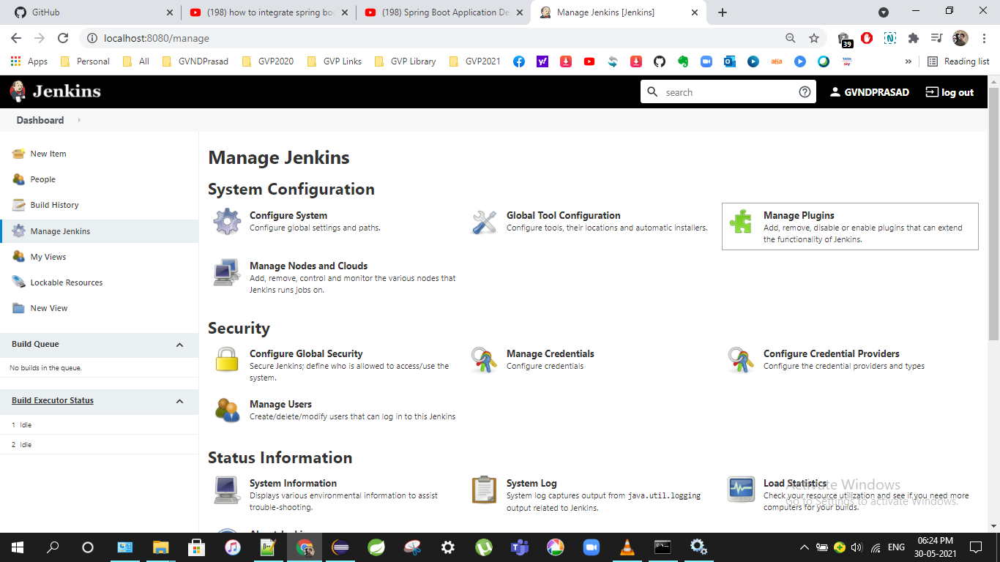 GitHub
(198) how to integrate spring boo
(198) Spring Boot Application De
Manage Jenkins [Jenkins]
localhost:8080/manage
39
Apps
Personal
All
GVNDPrasad
GVP2020
GVP Links
GVP Library
GVP2021
»
Reading list
Jenkins
search
GVNDPRASAD
log out
Dashboard
New Item
People
Build History
Manage Jenkins
My Views
Lockable Resources
New View
Build Queue
No builds in the queue.
Build Executor Status
1 Idle
2 Idle
Manage Jenkins
System Configuration
Configure System
Configure global settings and paths.
Global Tool Configuration
Configure tools, their locations and automatic installers.
Manage Plugins
Add, remove, disable or enable plugins that can extend
the functionality of Jenkins.
Manage Nodes and Clouds
Add, remove, control and monitor the various nodes that
Jenkins runs jobs on.
Security
Configure Global Security
Secure Jenkins; define who is allowed to access/use the
system.
Manage Credentials
Configure credentials
Configure Credential Providers
Configure the credential providers and types
Manage Users
Create/delete/modify users that can log in to this Jenkins
Status Information
System Information
Displays various environmental information to assist
trouble-shooting.
System Log
System log captures output from java.util.logging
output related to Jenkins.
Load Statistics
Check your resource utilization and see if you need more
computers for your builds.
Activate Windows
Go to Settings to activate Windows.
ENG
06:24 PM
30-05-2021